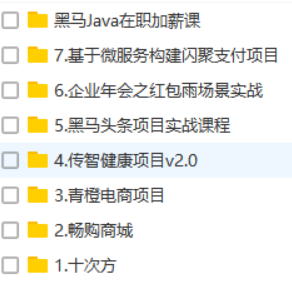 黑马Java在职加薪课
7.基于微服务构建闪聚支付项目
6.企业年会之红包雨场景实战
5.黑马头条项目实战课程
4.传智健康项目v2.0
3.青橙电商项目
2.畅购商城
1.十次方